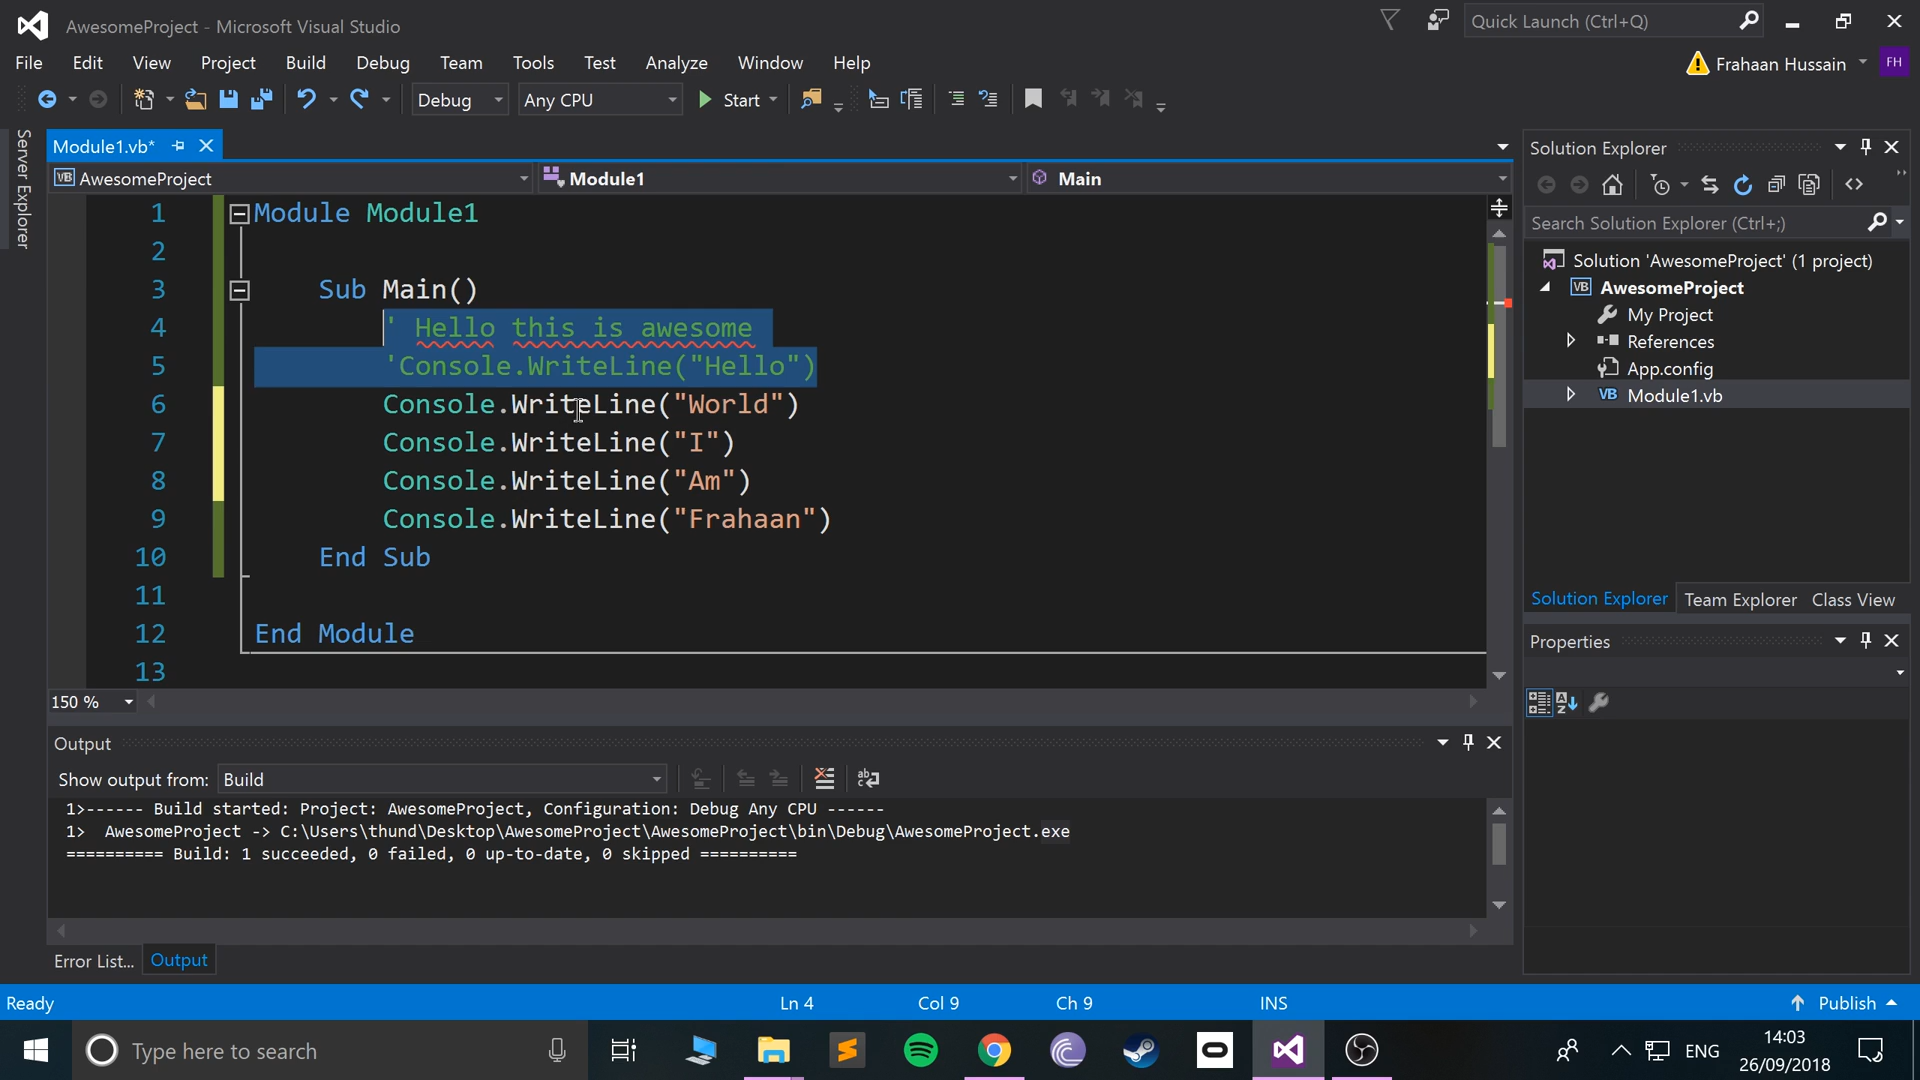 AwesomeProject - Microsoft Visual Studio
Quick Launch (Ctrl+Q)
File Edit View Project Build Debug Team Tools Test Analyze Window Help
Frahaan Hussain FH
Debug Any CPU Start
Server Explorer
Module1.vb*
VB AwesomeProject Module1 Main
1 Module Module1
2
3 Sub Main()
4 ' Hello this is awesome
5 'Console.WriteLine("Hello")
6 Console.WriteLine("World")
7 Console.WriteLine("I")
8 Console.WriteLine("Am")
9 Console.WriteLine("Frahaan")
10 End Sub
11
12 End Module
13
150 %
Solution Explorer
Search Solution Explorer (Ctrl+;)
Solution 'AwesomeProject' (1 project)
VB AwesomeProject
My Project
References
App.config
VB Module1.vb
Solution Explorer Team Explorer Class View
Properties
Output
Show output from: Build
1>------ Build started: Project: AwesomeProject, Configuration: Debug Any CPU ------
1>  AwesomeProject -> C:\Users\thund\Desktop\AwesomeProject\AwesomeProject\bin\Debug\AwesomeProject.exe
========== Build: 1 succeeded, 0 failed, 0 up-to-date, 0 skipped ==========
Error List... Output
Ready Ln 4 Col 9 Ch 9 INS Publish
Type here to search
ENG
14:03
26/09/2018